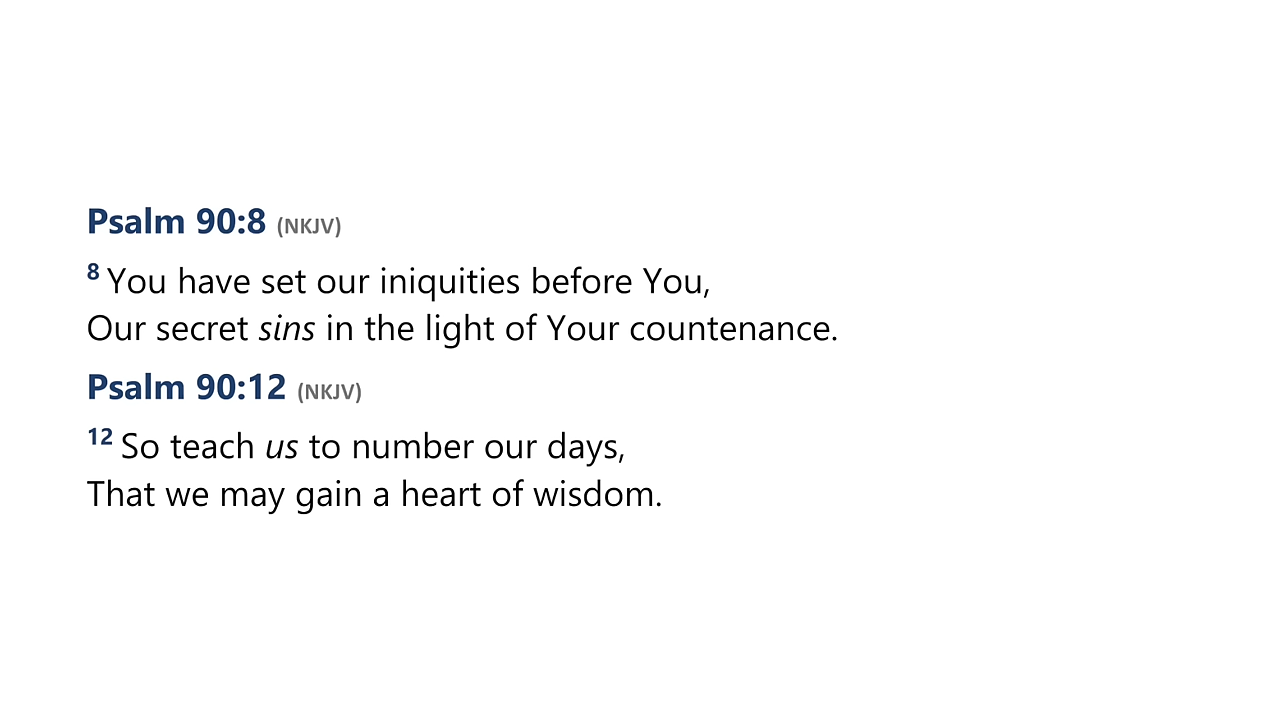 Psalm 90:8 (NKJV)
8 You have set our iniquities before You,
Our secret sins in the light of Your countenance.
Psalm 90:12 (NKJV)
12 So teach us to number our days,
That we may gain a heart of wisdom.